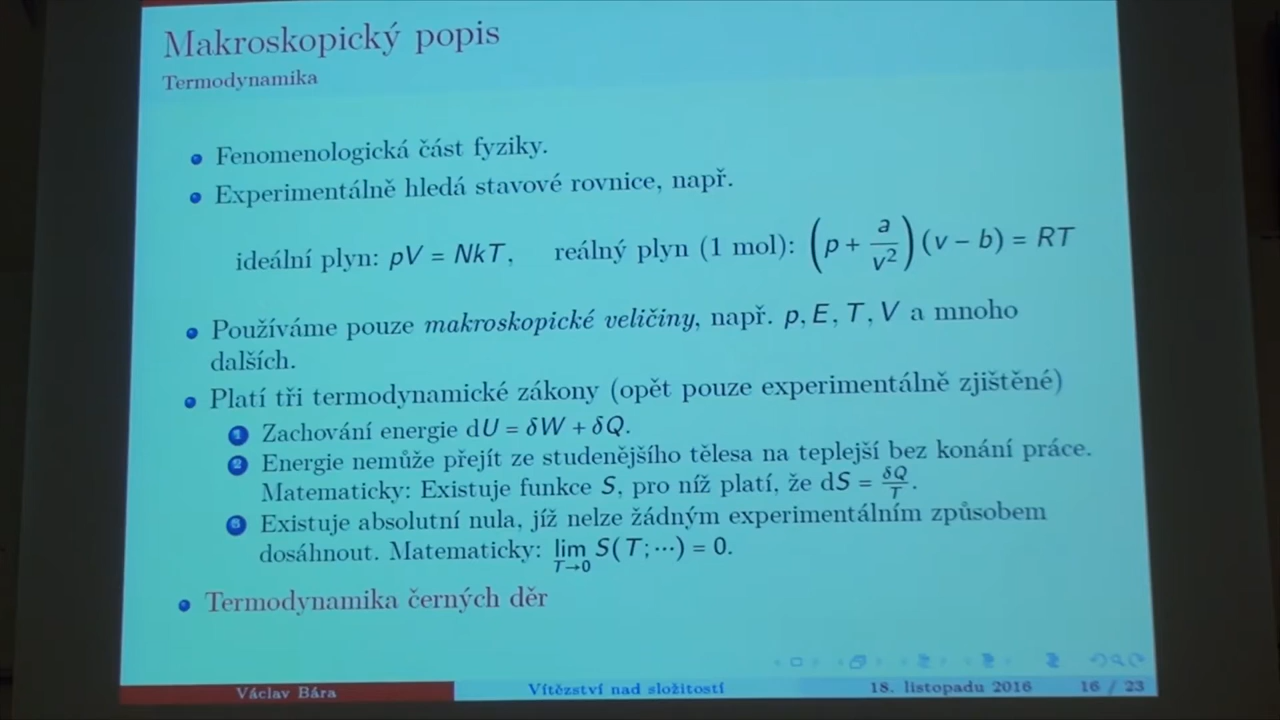 Makroskopický popis
Termodynamika
Fenomenologická část fyziky.
Experimentálně hledá stavové rovnice, např.
ideální plyn: pV = NkT, reálný plyn (1 mol): (p + a/v²)(v − b) = RT
Používáme pouze makroskopické veličiny, např. p, E, T, V a mnoho
dalších.
Platí tři termodynamické zákony (opět pouze experimentálně zjištěné)
1 Zachování energie dU = δW + δQ.
2 Energie nemůže přejít ze studenějšího tělesa na teplejší bez konání práce.
Matematicky: Existuje funkce S, pro níž platí, že dS = δQ/T.
3 Existuje absolutní nula, jíž nelze žádným experimentálním způsobem
dosáhnout. Matematicky: lim T→0 S(T; ···) = 0.
Termodynamika černých děr
Václav Bára Vítězství nad složitostí 18. listopadu 2016 16 / 23